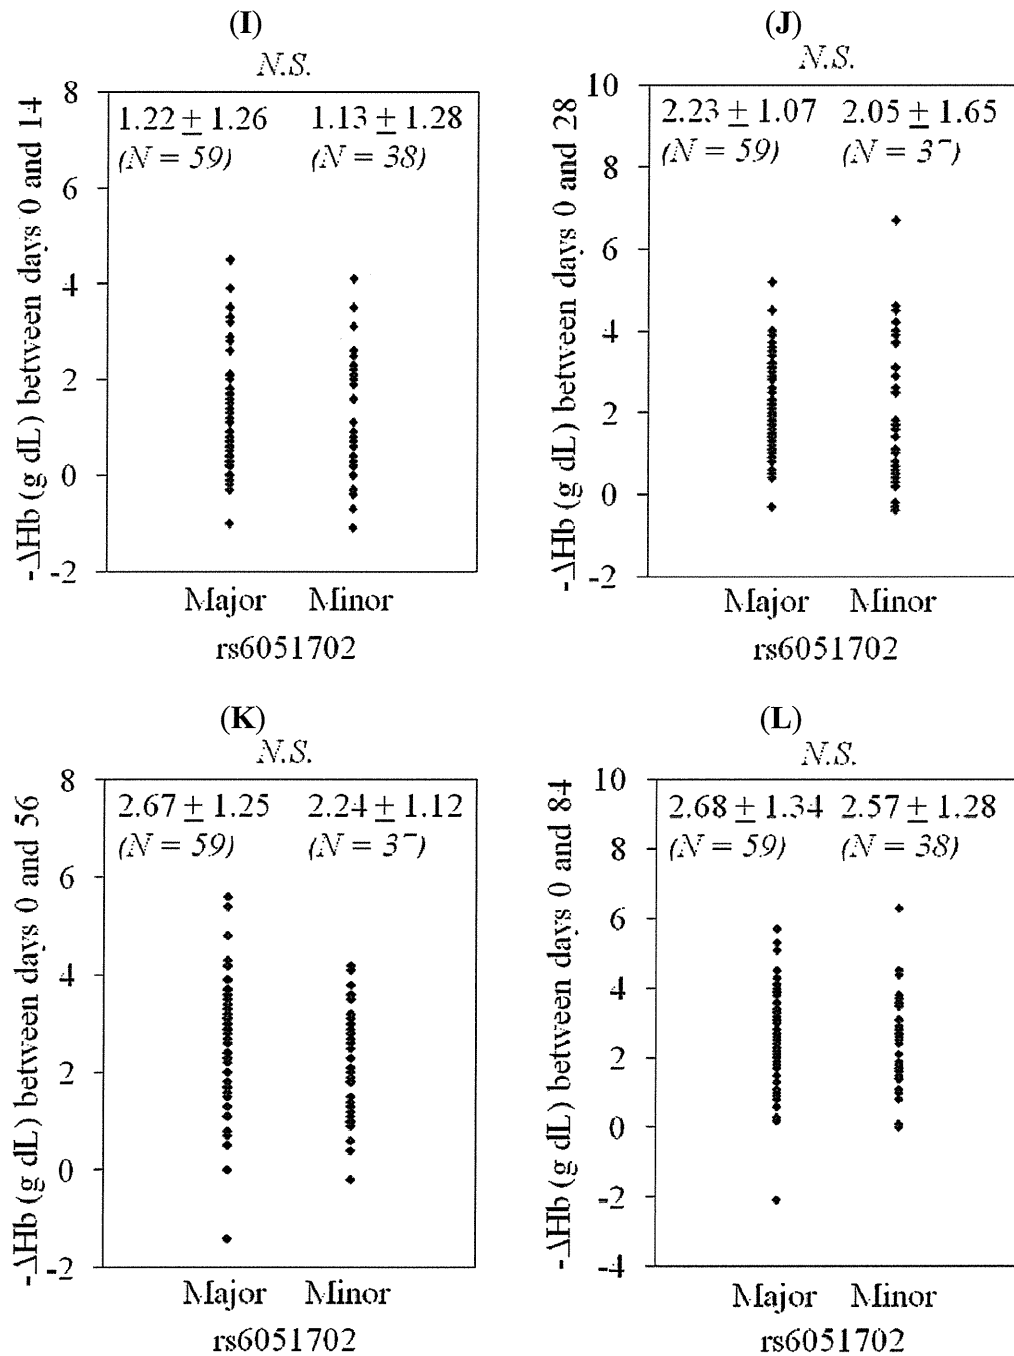 (I)
N.S.
-ΔHb (g dL) between days 0 and 14
8
6
4
2
0
-2
1.22 ± 1.26 1.13 ± 1.28
(N = 59) (N = 38)
Major Minor
rs6051702
(J)
N.S.
-ΔHb (g dL) between days 0 and 28
10
8
6
4
2
0
-2
2.23 ± 1.07 2.05 ± 1.65
(N = 59) (N = 37)
Major Minor
rs6051702
(K)
N.S.
-ΔHb (g dL) between days 0 and 56
8
6
4
2
0
-2
2.67 ± 1.25 2.24 ± 1.12
(N = 59) (N = 37)
Major Minor
rs6051702
(L)
N.S.
-ΔHb (g dL) between days 0 and 84
10
8
6
4
2
0
-2
-4
2.68 ± 1.34 2.57 ± 1.28
(N = 59) (N = 38)
Major Minor
rs6051702